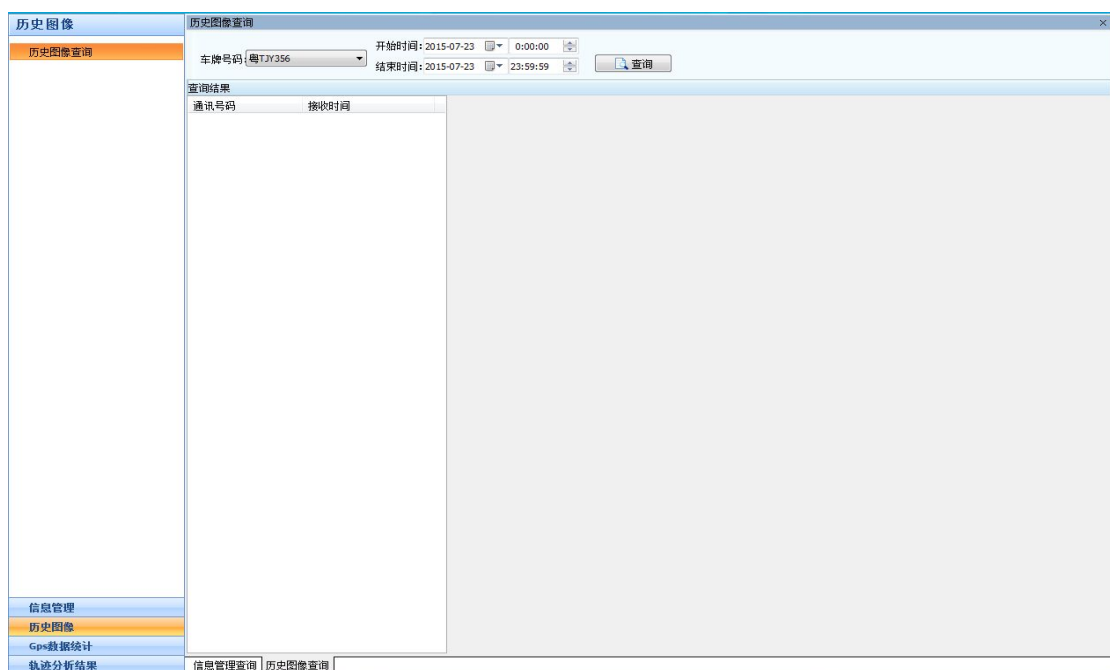 历史图像
历史图像查询
历史图像查询
车牌号码: 粤TJY356
开始时间: 2015-07-23 0:00:00
结束时间: 2015-07-23 23:59:59
查询
查询结果
通讯号码 接收时间
信息管理
历史图像
Gps数据统计
轨迹分析结果
信息管理查询 历史图像查询